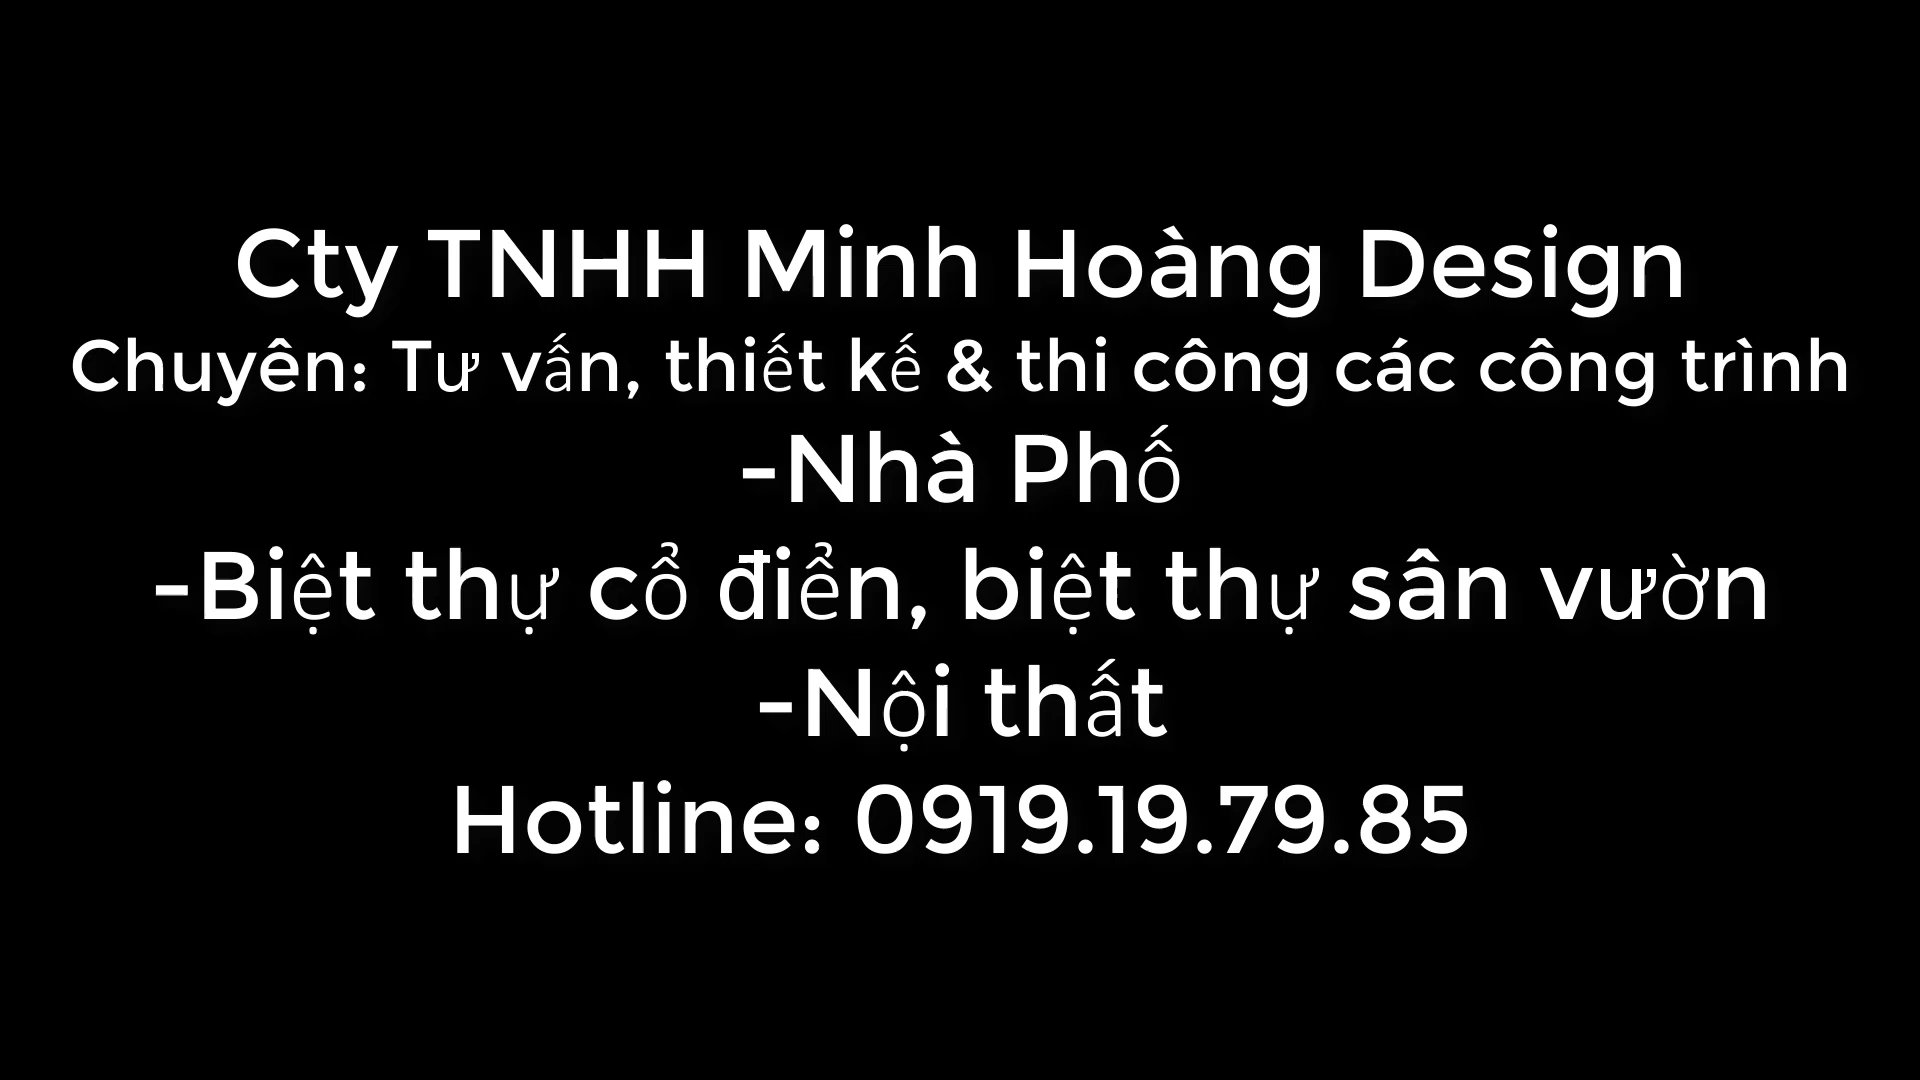 Cty TNHH Minh Hoàng Design
Chuyên: Tư vấn, thiết kế & thi công các công trình
-Nhà Phố
-Biệt thự cổ điển, biệt thự sân vườn
-Nội thất
Hotline: 0919.19.79.85